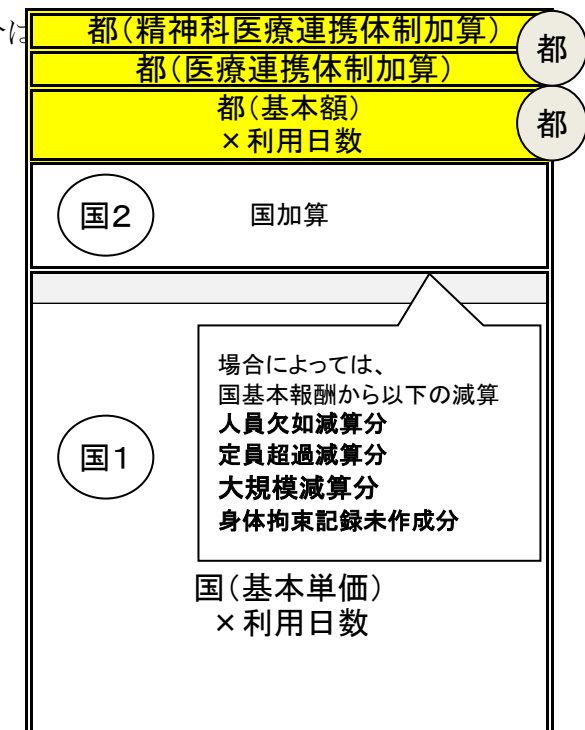 都(精神科医療連携体制加算)
都
都(医療連携体制加算)
都(基本額)
×利用日数
都
国2
国加算
場合によっては、
国基本報酬から以下の減算
人員欠如減算分
定員超過減算分
大規模減算分
身体拘束記録未作成分
国1
国(基本単価)
×利用日数